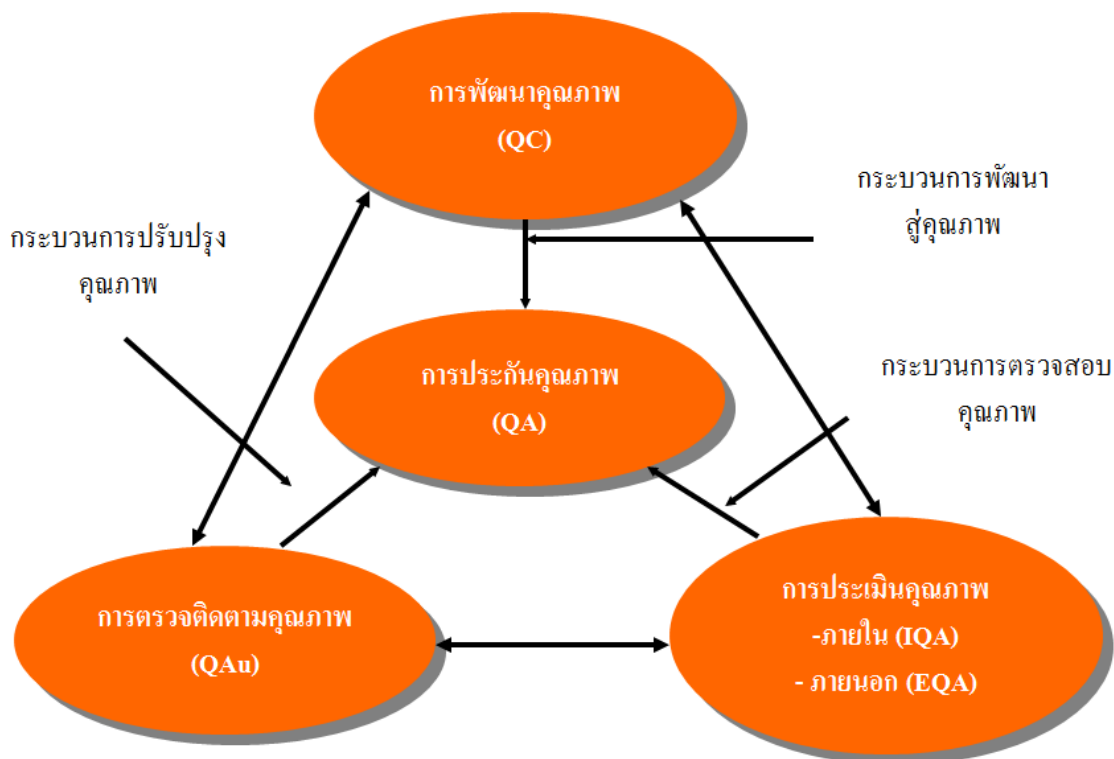 การพัฒนาคุณภาพ
(QC)
กระบวนการพัฒนา
สู่คุณภาพ
กระบวนการปรับปรุง
คุณภาพ
การประกันคุณภาพ
(QA)
กระบวนการตรวจสอบ
คุณภาพ
การตรวจติดตามคุณภาพ
(QAu)
การประเมินคุณภาพ
-ภายใน (IQA)
- ภายนอก (EQA)